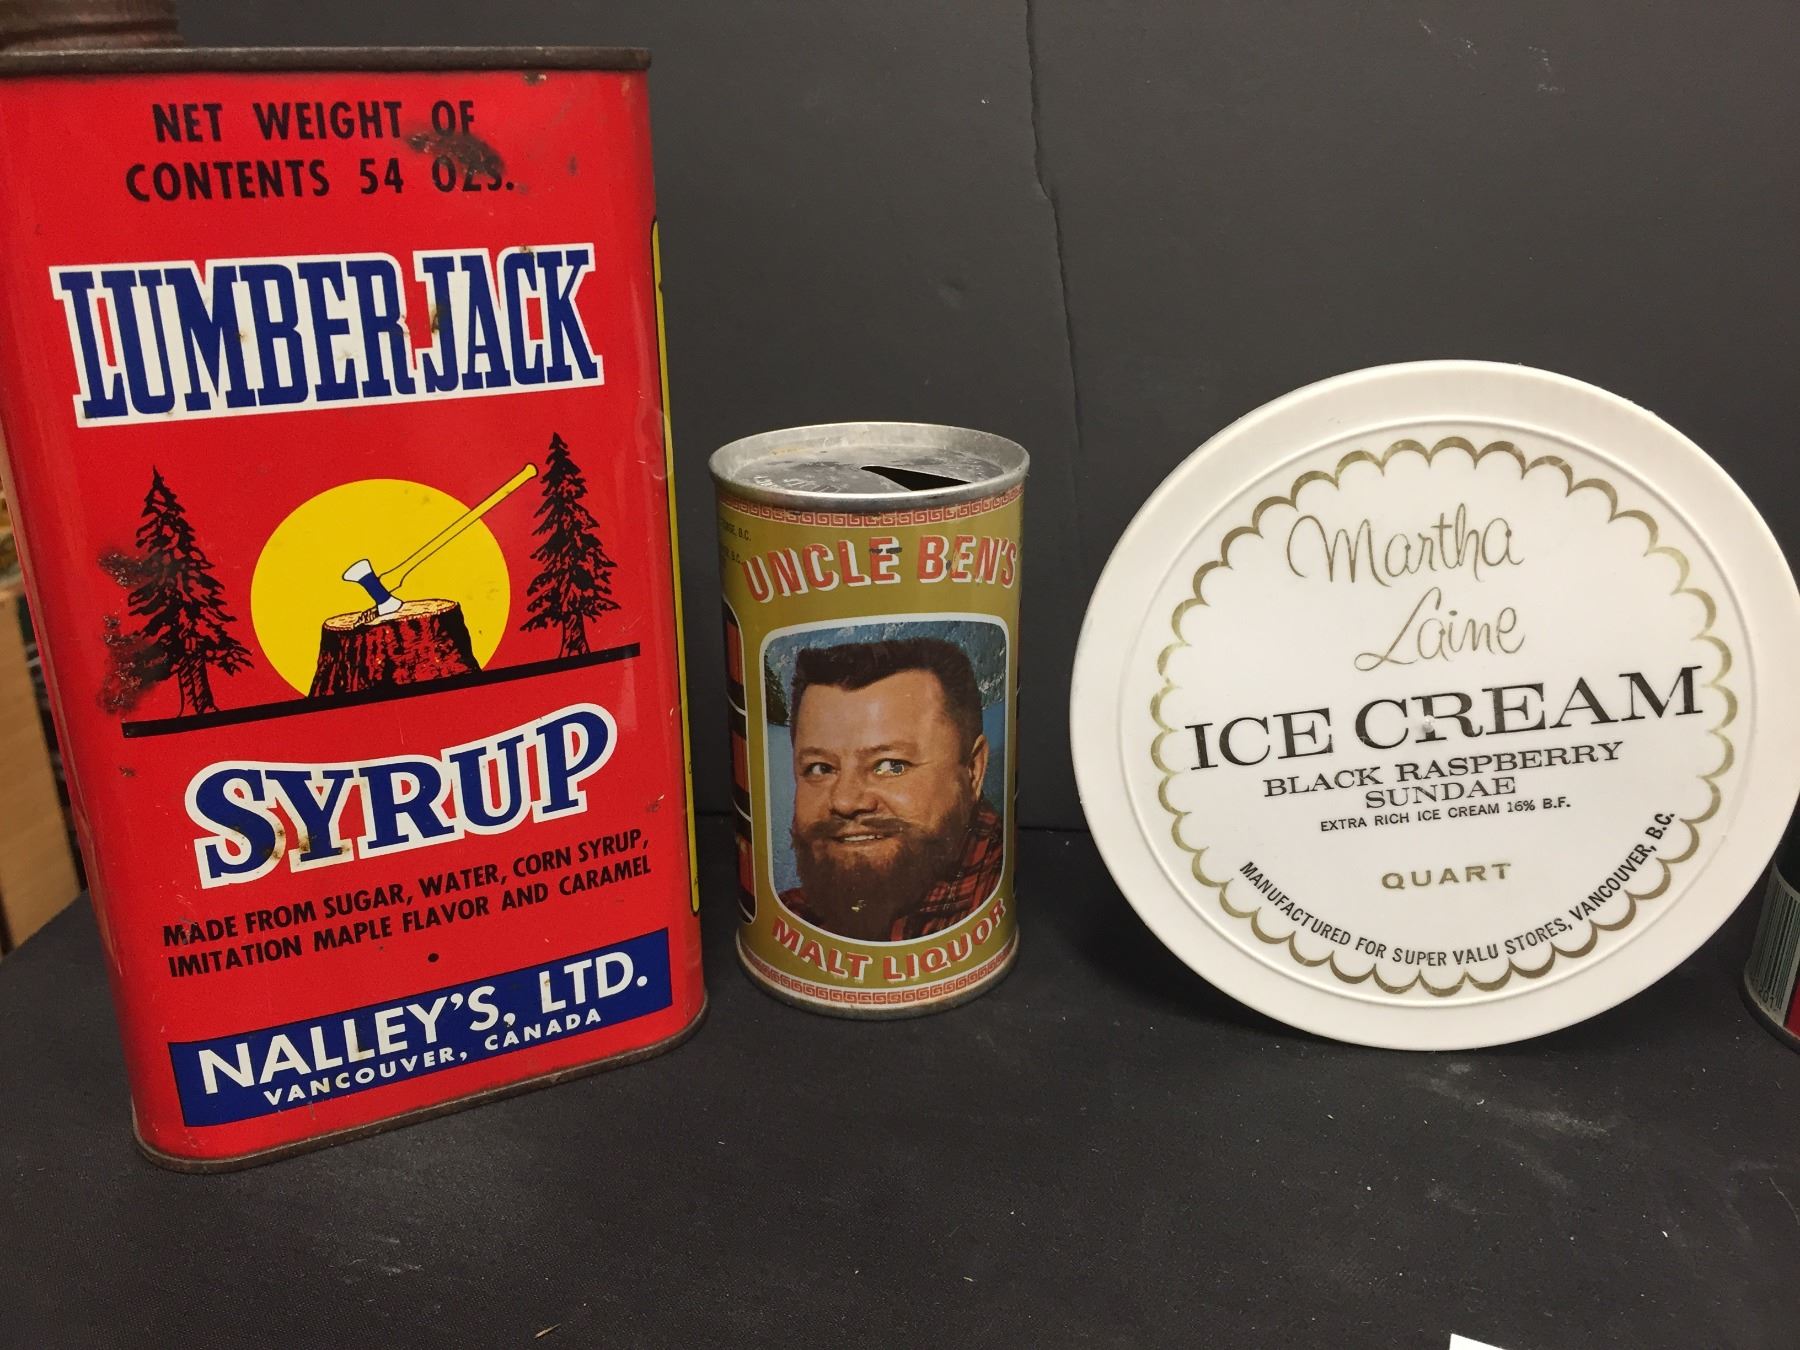 NET WEIGHT OF
CONTENTS 54 OZS.
LUMBERJACK
SYRUP
MADE FROM SUGAR, WATER, CORN SYRUP,
IMITATION MAPLE FLAVOR AND CARAMEL
NALLEY'S, LTD.
VANCOUVER, CANADA
UNCLE BEN'S
MALT LIQUOR
Martha
Laine
ICE CREAM
BLACK RASPBERRY
SUNDAE
EXTRA RICH ICE CREAM 16% B.F.
QUART
MANUFACTURED FOR SUPER VALU STORES, VANCOUVER, B.C.